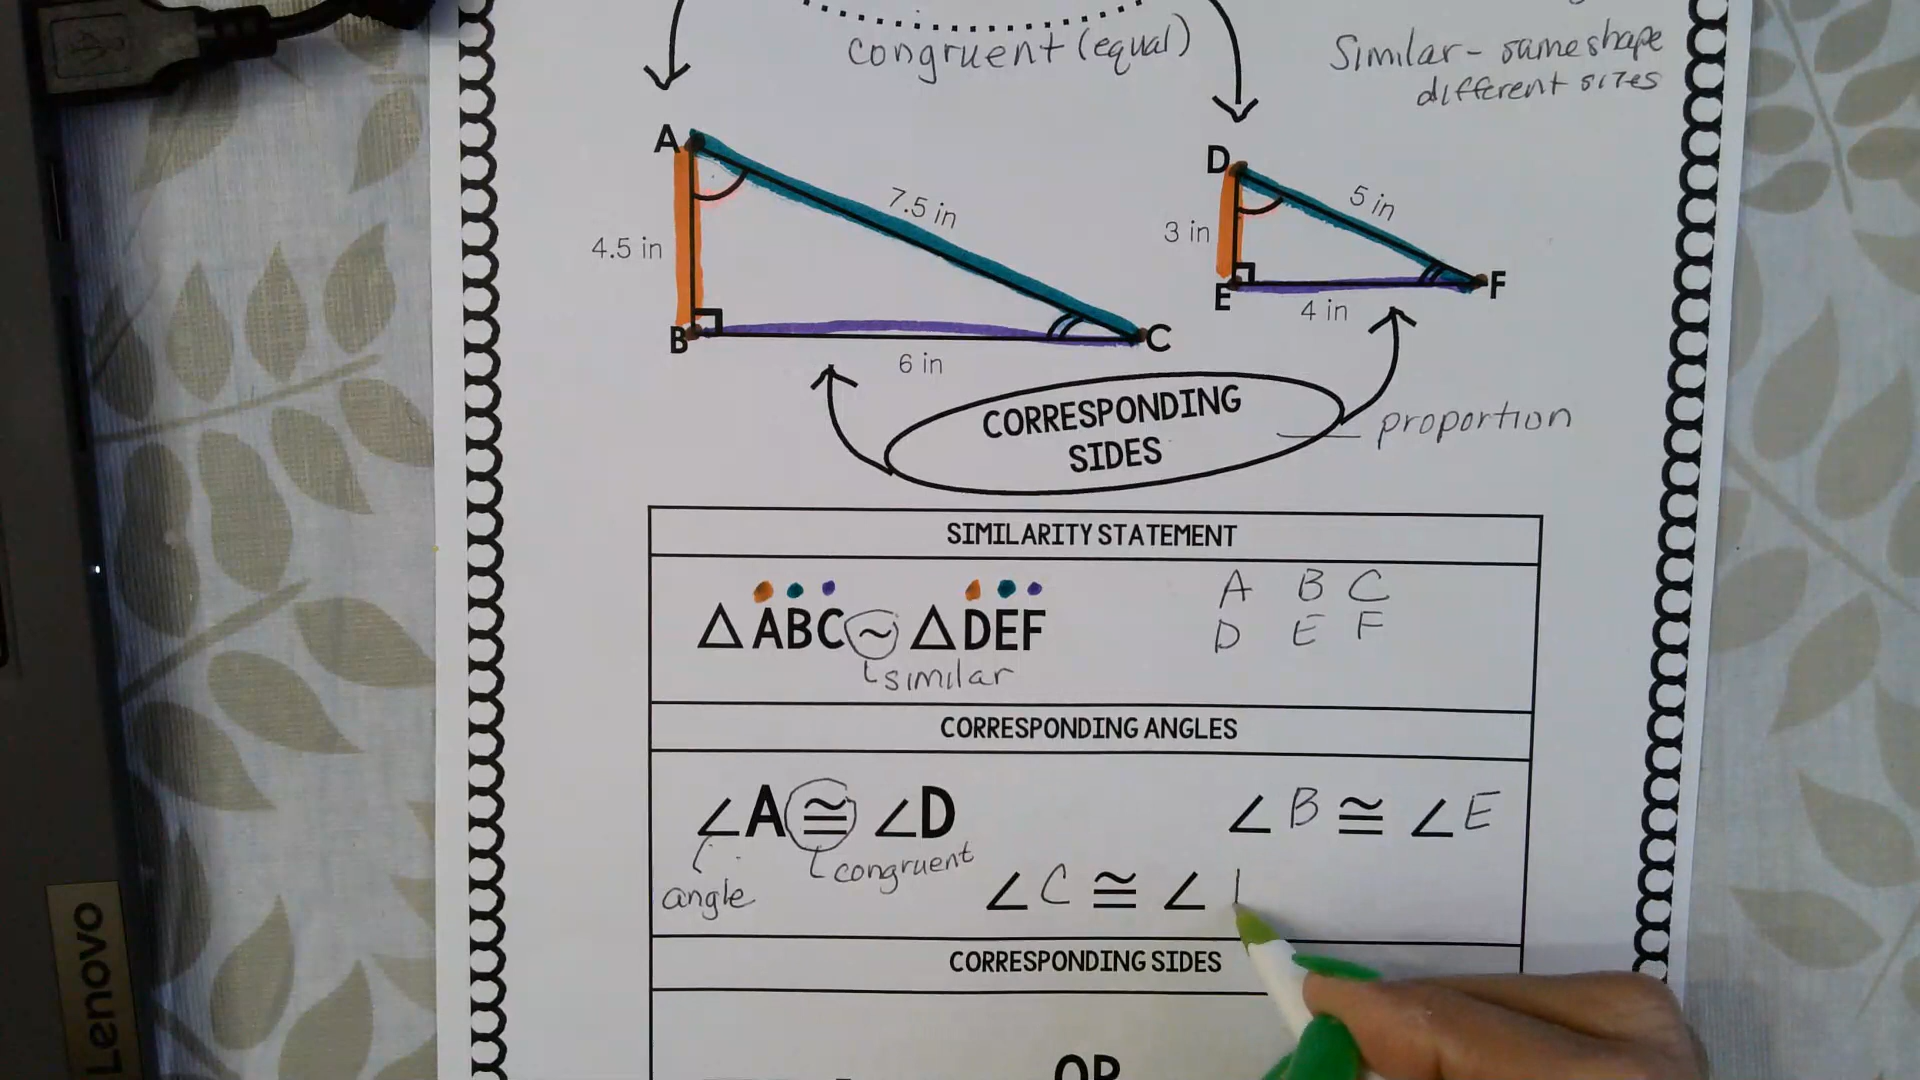 congruent (equal)
Similar - same shape
different sizes
A
D
7.5 in
5 in
4.5 in
3 in
E
F
4 in
B
C
6 in
CORRESPONDING
SIDES
proportion
SIMILARITY STATEMENT
A B C
△ABC ~ △DEF
D E F
similar
CORRESPONDING ANGLES
∠A ≅ ∠D
∠B ≅ ∠E
angle
congruent
∠C ≅ ∠
CORRESPONDING SIDES
OR
Lenovo